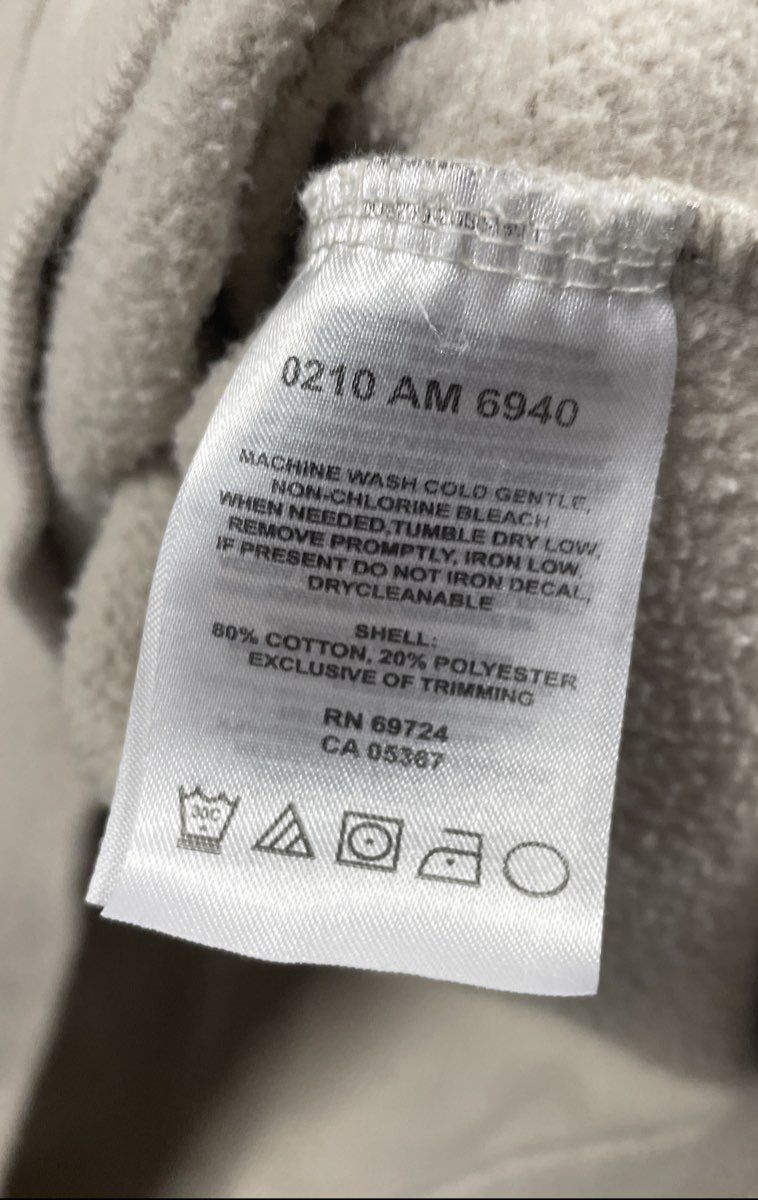 0210 AM 6940
MACHINE WASH COLD GENTLE,
NON-CHLORINE BLEACH
WHEN NEEDED,TUMBLE DRY LOW,
REMOVE PROMPTLY, IRON LOW,
IF PRESENT DO NOT IRON DECAL,
DRYCLEANABLE
SHELL:
80% COTTON, 20% POLYESTER
EXCLUSIVE OF TRIMMING
RN 69724
CA 05367
30C